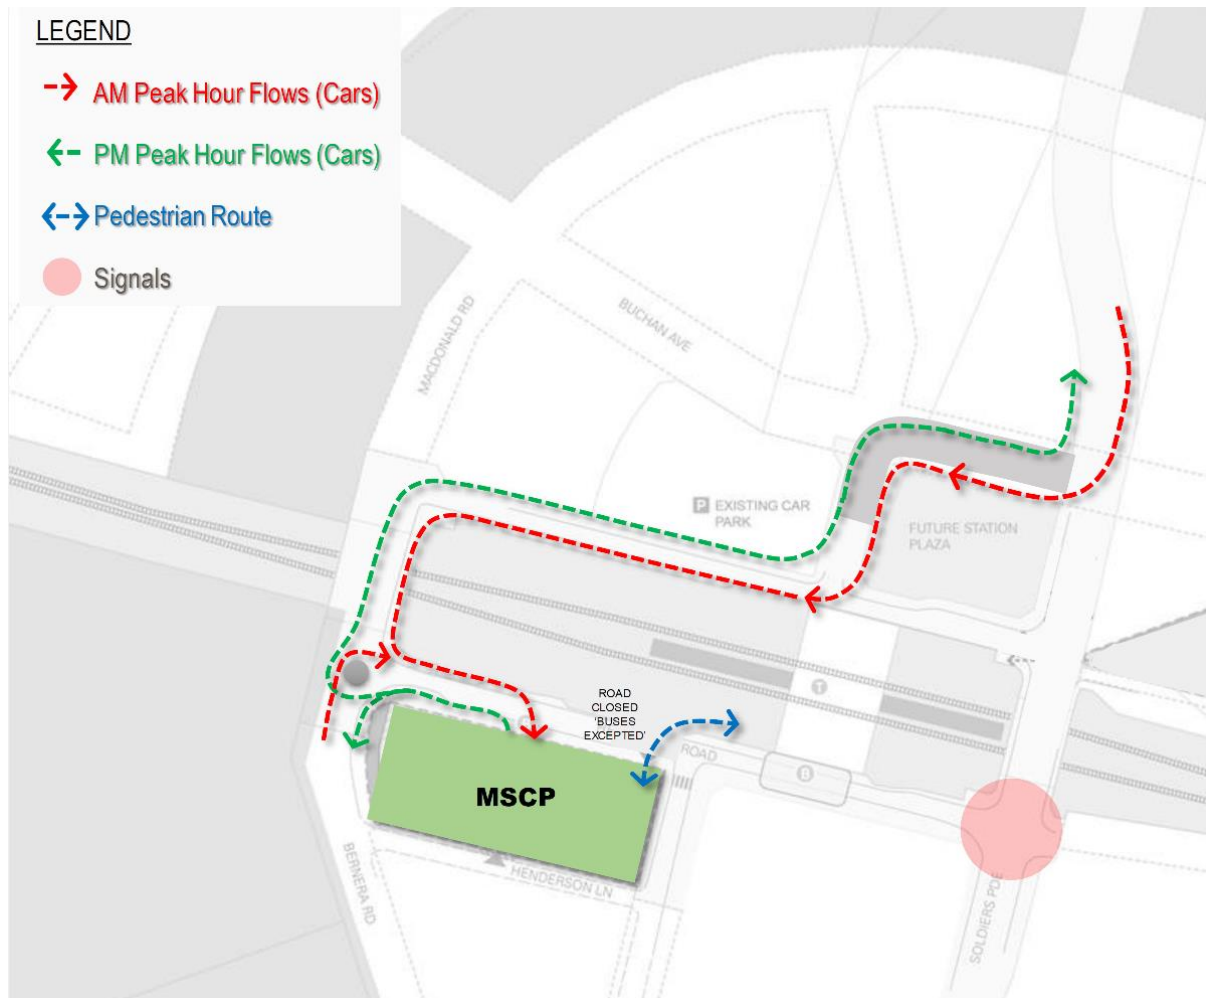 LEGEND
AM Peak Hour Flows (Cars)
PM Peak Hour Flows (Cars)
Pedestrian Route
Signals
MACDONALD RD
BUCHAN AVE
P EXISTING CAR
PARK
FUTURE STATION
PLAZA
T
ROAD
CLOSED
'BUSES
EXCEPTED'
ROAD
B
MSCP
HENDERSON LN
BERNERA RD
SOLDIERS PDE